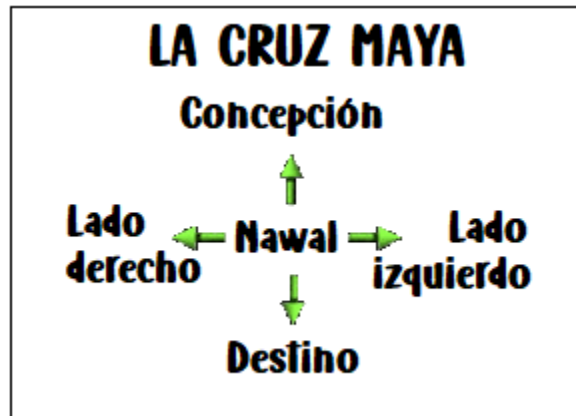 LA CRUZ MAYA
Concepción
Lado
derecho
Nawal
Lado
izquierdo
Destino